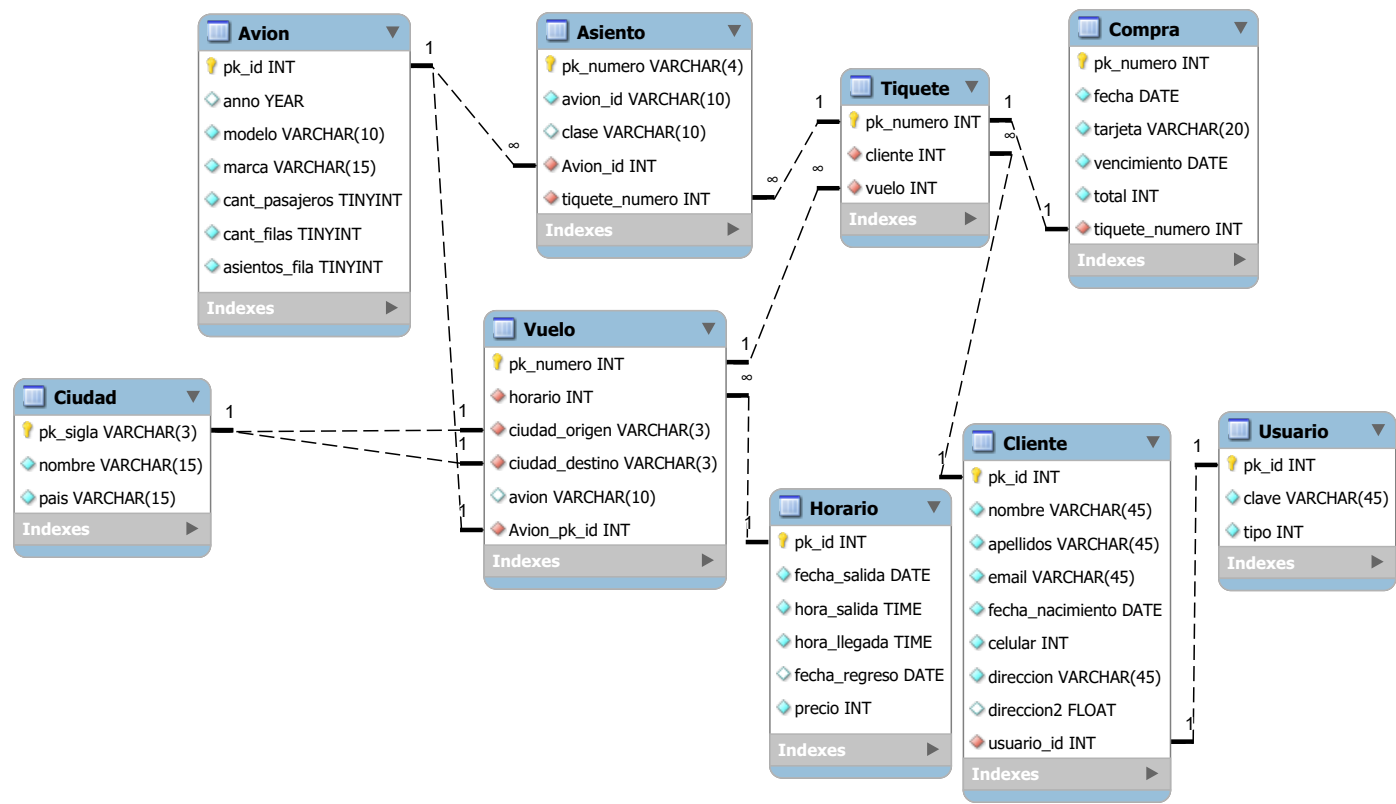 Avion
pk_id INT
anno YEAR
modelo VARCHAR(10)
marca VARCHAR(15)
cant_pasajeros TINYINT
cant_filas TINYINT
asientos_fila TINYINT
Indexes
1
∞
Asiento
pk_numero VARCHAR(4)
avion_id VARCHAR(10)
clase VARCHAR(10)
Avion_id INT
tiquete_numero INT
Indexes
∞
1
∞
Tiquete
pk_numero INT
cliente INT
vuelo INT
Indexes
1
∞
1
Compra
pk_numero INT
fecha DATE
tarjeta VARCHAR(20)
vencimiento DATE
total INT
tiquete_numero INT
Indexes
Ciudad
pk_sigla VARCHAR(3)
nombre VARCHAR(15)
pais VARCHAR(15)
Indexes
1
1
1
1
Vuelo
pk_numero INT
horario INT
ciudad_origen VARCHAR(3)
ciudad_destino VARCHAR(3)
avion VARCHAR(10)
Avion_pk_id INT
Indexes
1
∞
1
Horario
pk_id INT
fecha_salida DATE
hora_salida TIME
hora_llegada TIME
fecha_regreso DATE
precio INT
Indexes
1
Cliente
pk_id INT
nombre VARCHAR(45)
apellidos VARCHAR(45)
email VARCHAR(45)
fecha_nacimiento DATE
celular INT
direccion VARCHAR(45)
direccion2 FLOAT
usuario_id INT
Indexes
1
1
Usuario
pk_id INT
clave VARCHAR(45)
tipo INT
Indexes